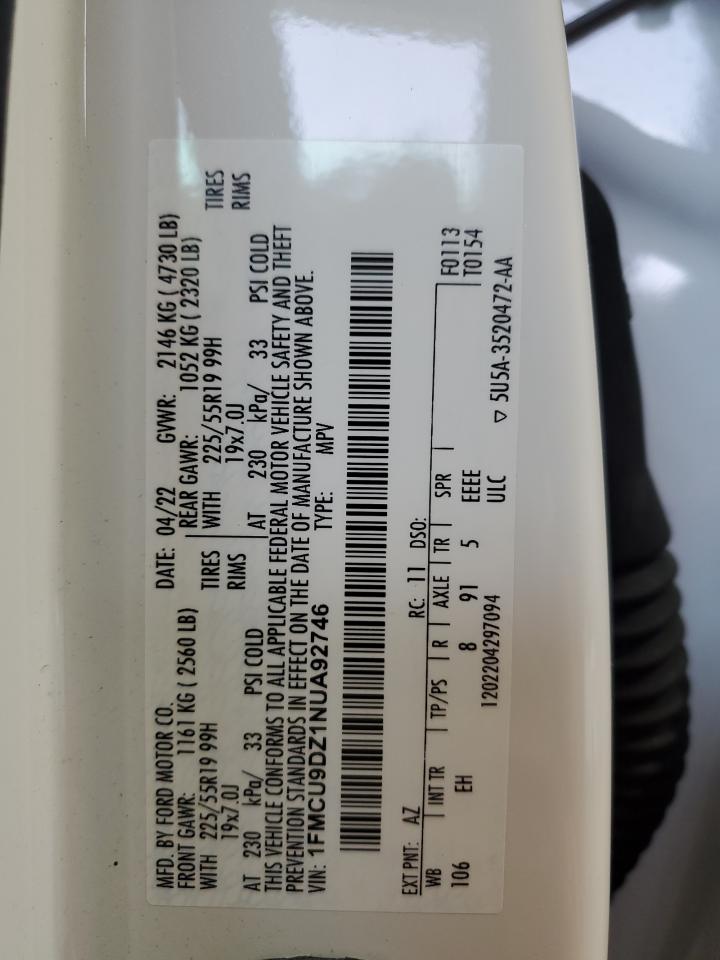 MFD. BY FORD MOTOR CO. DATE: 04/22 GVWR: 2146 KG ( 4730 LB)
FRONT GAWR: 1161 KG ( 2560 LB) REAR GAWR: 1052 KG ( 2320 LB)
WITH 225/55R19 99H TIRES WITH 225/55R19 99H TIRES
19x7.0J RIMS 19x7.0J RIMS
AT 230 kPa/ 33 PSI COLD AT 230 kPa/ 33 PSI COLD
THIS VEHICLE CONFORMS TO ALL APPLICABLE FEDERAL MOTOR VEHICLE SAFETY AND THEFT
PREVENTION STANDARDS IN EFFECT ON THE DATE OF MANUFACTURE SHOWN ABOVE.
VIN: 1FMCU9DZ1NUA92746 TYPE: MPV
EXT PNT: AZ RC: 11 DSO:
WB INT TR TP/PS R AXLE TR SPR F0113
106 EH 8 91 5 EEEE T0154
1202204297094 ULC
▽ 5U5A-3520472-AA